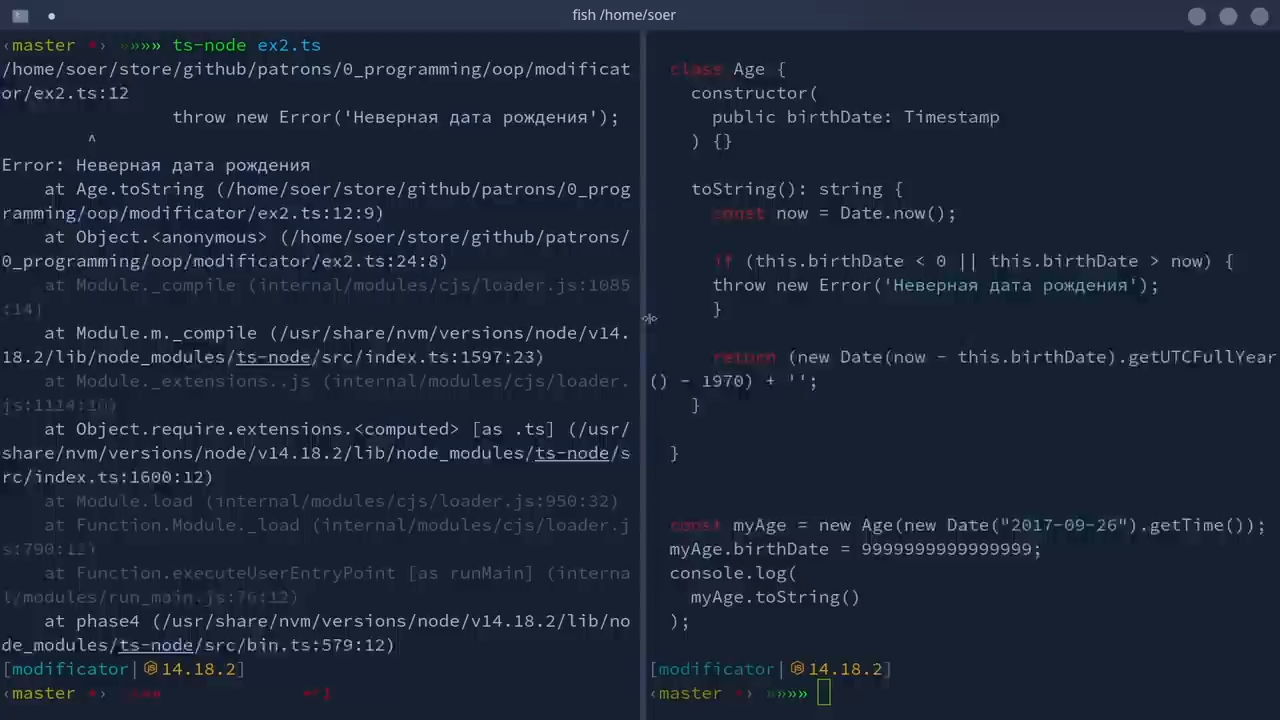 fish /home/soer
‹master •› »»»» ts-node ex2.ts
/home/soer/store/github/patrons/0_programming/oop/modificat
or/ex2.ts:12
throw new Error('Неверная дата рождения');
^
Error: Неверная дата рождения
at Age.toString (/home/soer/store/github/patrons/0_prog
ramming/oop/modificator/ex2.ts:12:9)
at Object.<anonymous> (/home/soer/store/github/patrons/
0_programming/oop/modificator/ex2.ts:24:8)
at Module._compile (internal/modules/cjs/loader.js:1085
:14)
at Module.m._compile (/usr/share/nvm/versions/node/v14.
18.2/lib/node_modules/ts-node/src/index.ts:1597:23)
at Module._extensions..js (internal/modules/cjs/loader.
js:1114:10)
at Object.require.extensions.<computed> [as .ts] (/usr/
share/nvm/versions/node/v14.18.2/lib/node_modules/ts-node/s
rc/index.ts:1600:12)
at Module.load (internal/modules/cjs/loader.js:950:32)
at Function.Module._load (internal/modules/cjs/loader.j
s:790:12)
at Function.executeUserEntryPoint [as runMain] (interna
l/modules/run_main.js:76:12)
at phase4 (/usr/share/nvm/versions/node/v14.18.2/lib/no
de_modules/ts-node/src/bin.ts:579:12)
[modificator|14.18.2]
‹master •› »»»»
class Age {
constructor(
public birthDate: Timestamp
) {}
toString(): string {
const now = Date.now();
if (this.birthDate < 0 || this.birthDate > now) {
throw new Error('Неверная дата рождения');
}
return (new Date(now - this.birthDate).getUTCFullYear
() - 1970) + '';
}
}
const myAge = new Age(new Date("2017-09-26").getTime());
myAge.birthDate = 9999999999999999;
console.log(
myAge.toString()
);
[modificator|14.18.2]
‹master •› »»»»